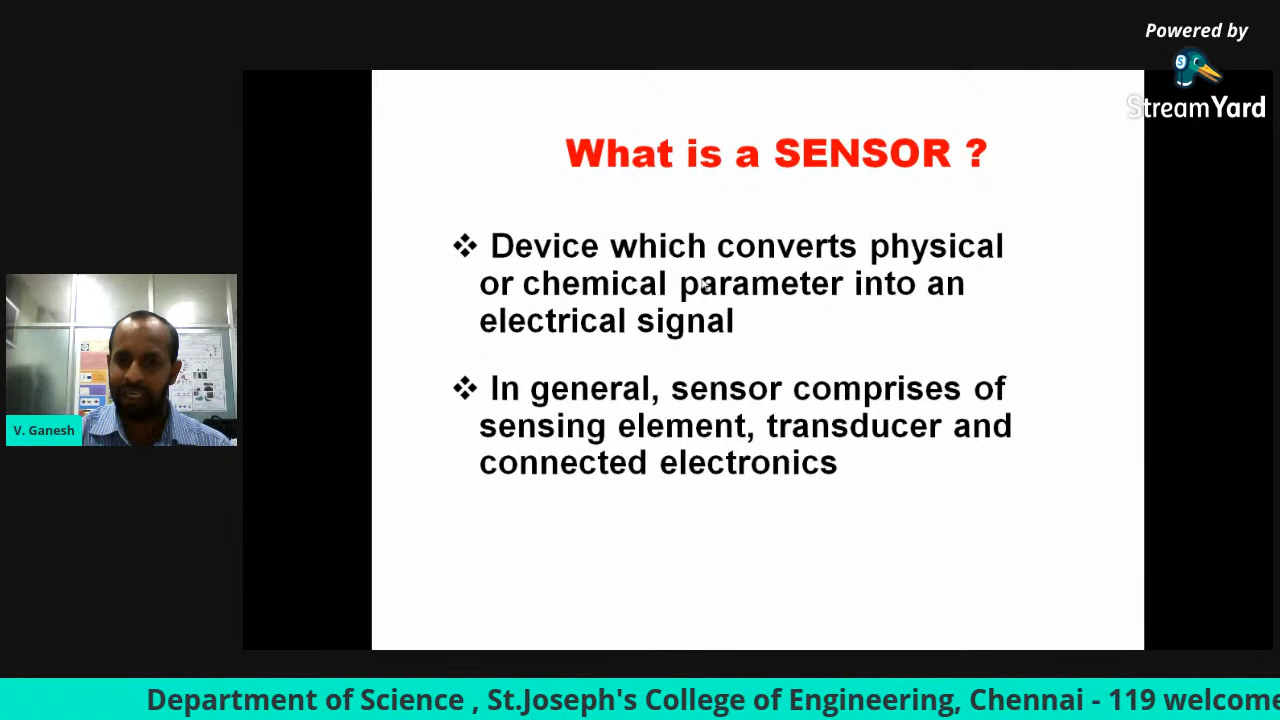 Powered by
StreamYard
What is a SENSOR ?
❖ Device which converts physical
or chemical parameter into an
electrical signal
❖ In general, sensor comprises of
sensing element, transducer and
connected electronics
V. Ganesh
Department of Science , St.Joseph's College of Engineering, Chennai - 119 welcome